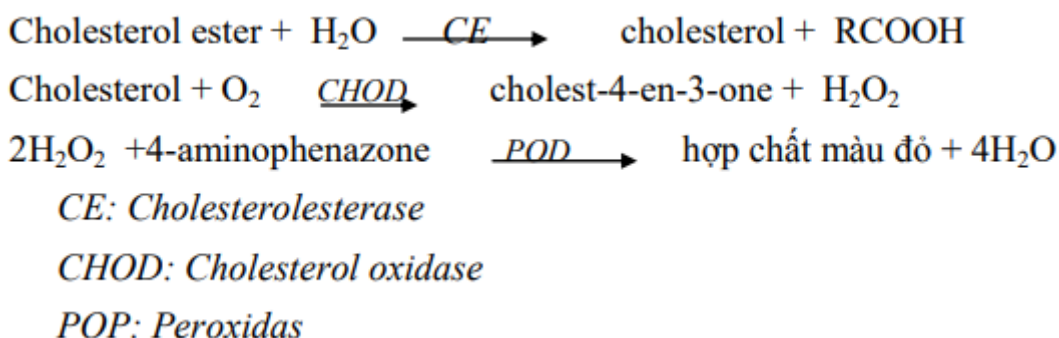 Cholesterol ester + H₂O CE cholesterol + RCOOH
Cholesterol + O₂ CHOD cholest-4-en-3-one + H₂O₂
2H₂O₂ +4-aminophenazone POD hợp chất màu đỏ + 4H₂O
CE: Cholesterolesterase
CHOD: Cholesterol oxidase
POP: Peroxidas